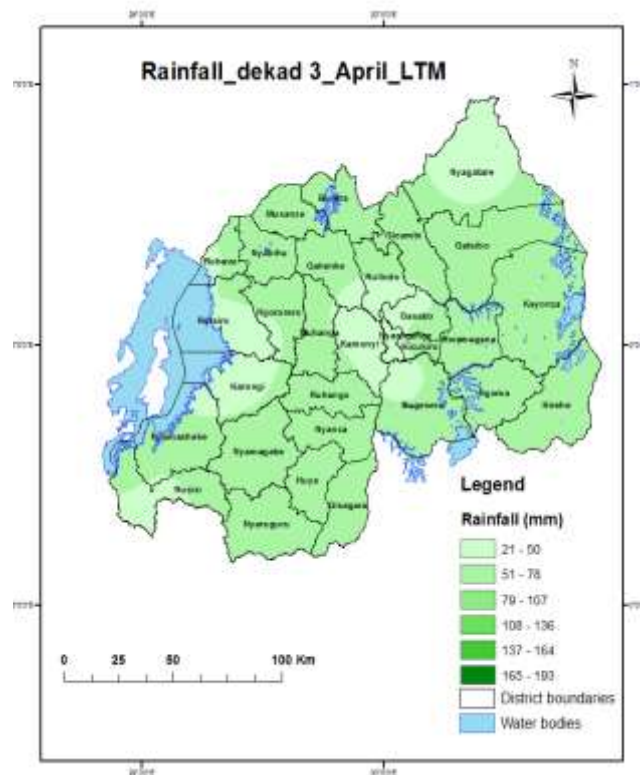 Rainfall_dekad 3_April_LTM
N
Nyagatare
Burera
Musanze
Gicumbi
Gatsibo
Rubavu
Nyabihu
Gakenke
Rulindo
Kayonza
Rutsiro
Ngororero
Gasabo
Muhanga
Kamonyi
Rwamagana
Karongi
Ruhango
Bugesera
Ngoma
Kirehe
Nyamasheke
Nyanza
Nyamagabe
Huye
Rusizi
Gisagara
Nyaruguru
Legend
Rainfall (mm)
21 - 50
51 - 78
79 - 107
108 - 136
137 - 164
165 - 193
District boundaries
Water bodies
0 25 50 100 Km